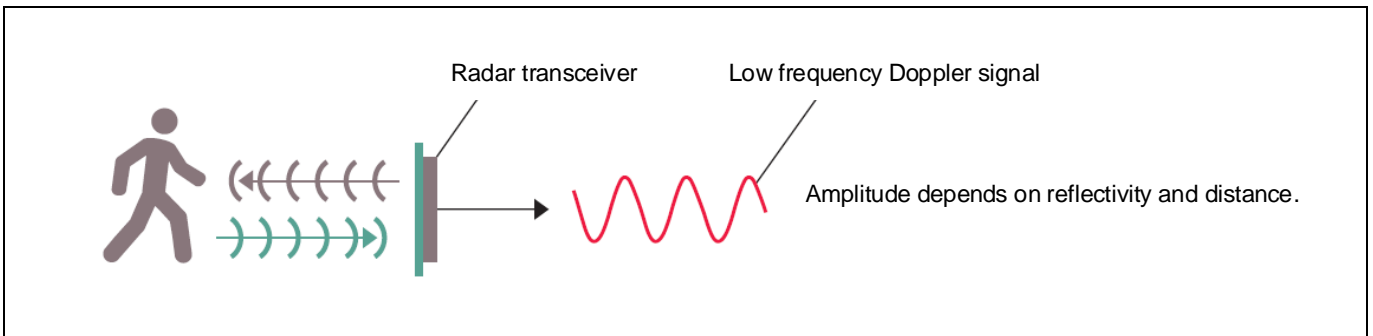 Radar transceiver
Low frequency Doppler signal
Amplitude depends on reflectivity and distance.